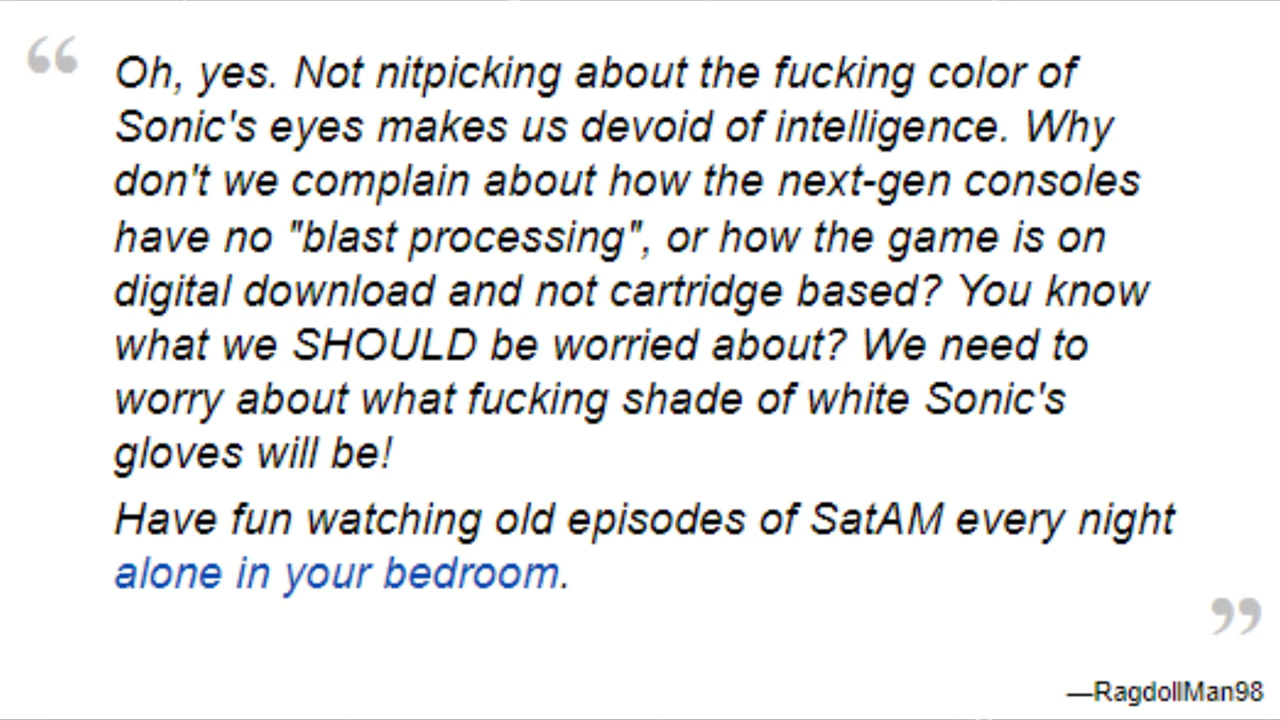 “
Oh, yes. Not nitpicking about the fucking color of
Sonic's eyes makes us devoid of intelligence. Why
don't we complain about how the next-gen consoles
have no "blast processing", or how the game is on
digital download and not cartridge based? You know
what we SHOULD be worried about? We need to
worry about what fucking shade of white Sonic's
gloves will be!
Have fun watching old episodes of SatAM every night
alone in your bedroom.
”
—RagdollMan98